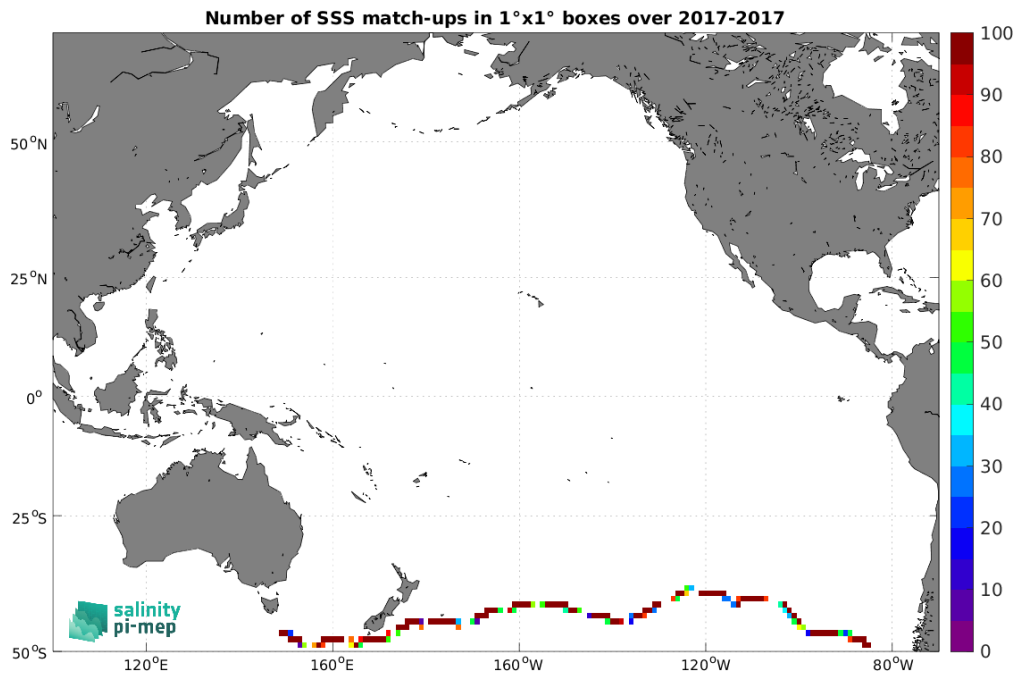 Number of SSS match-ups in 1°x1° boxes over 2017-2017
100
90
80
70
60
50
40
30
20
10
0
50°N
25°N
0°
25°S
50°S
120°E
160°E
160°W
120°W
80°W
salinity
pi-mep